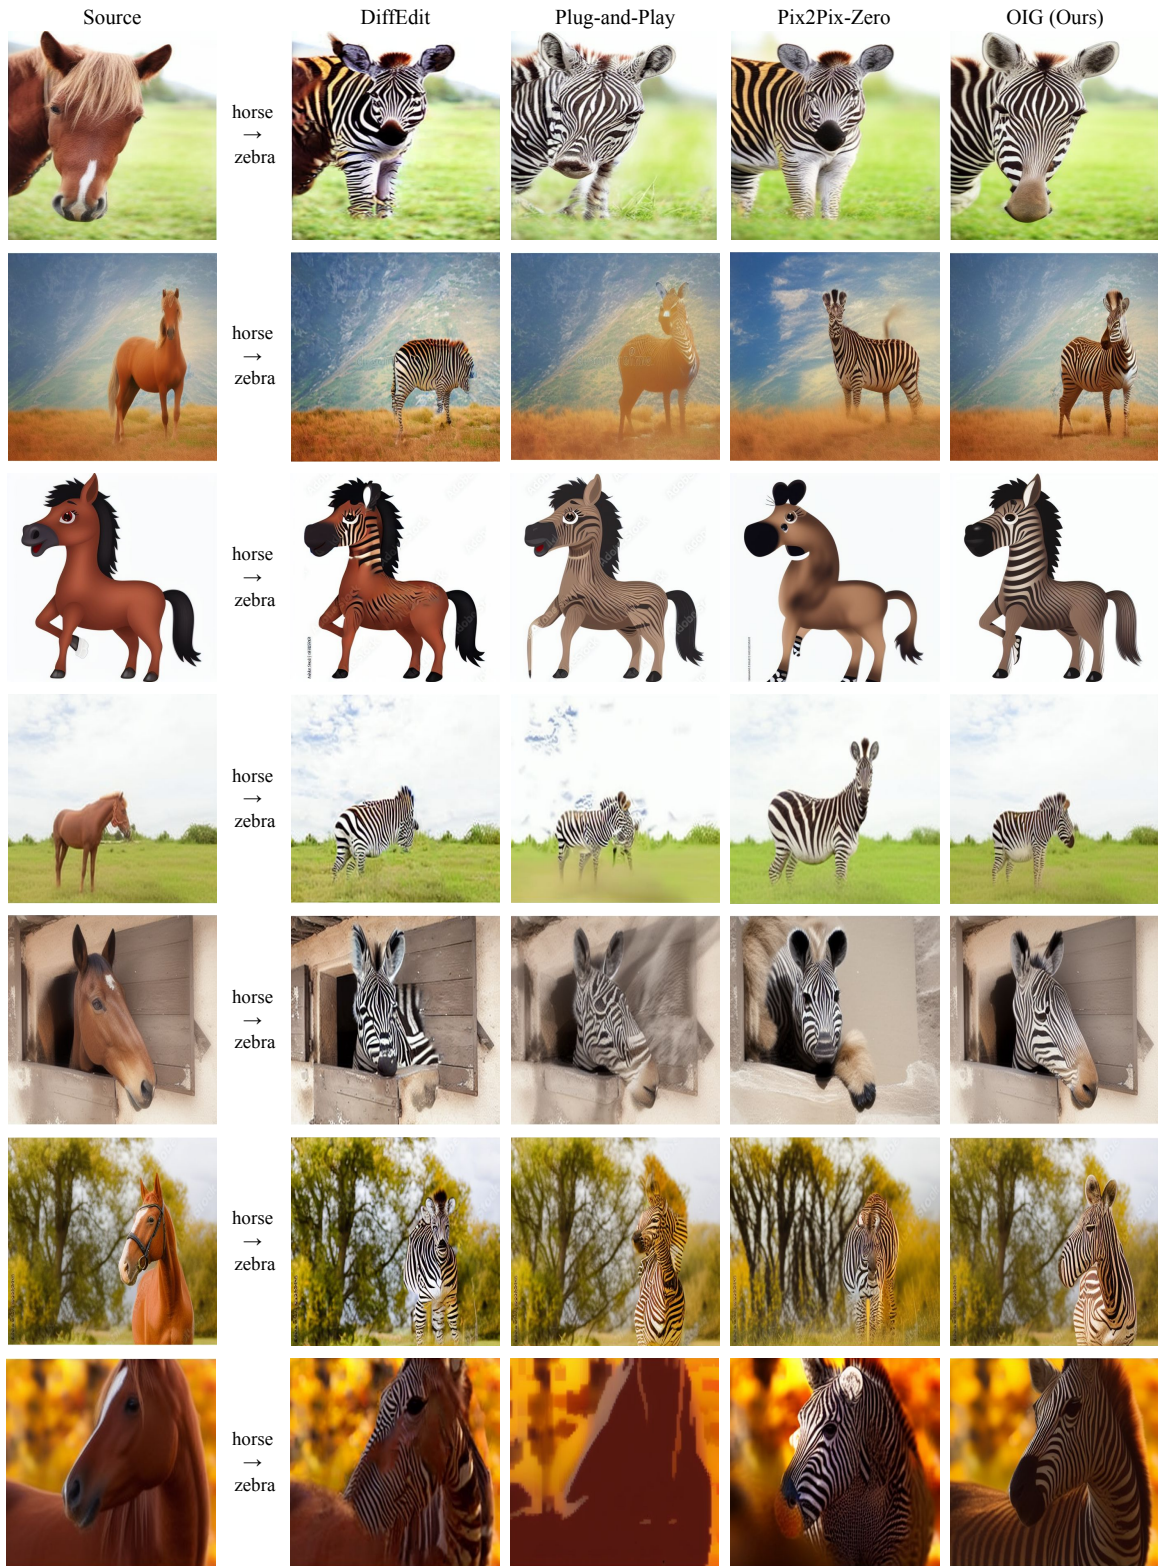 Source DiffEdit Plug-and-Play Pix2Pix-Zero OIG (Ours)
horse
→
zebra
horse
→
zebra
horse
→
zebra
horse
→
zebra
horse
→
zebra
horse
→
zebra
horse
→
zebra